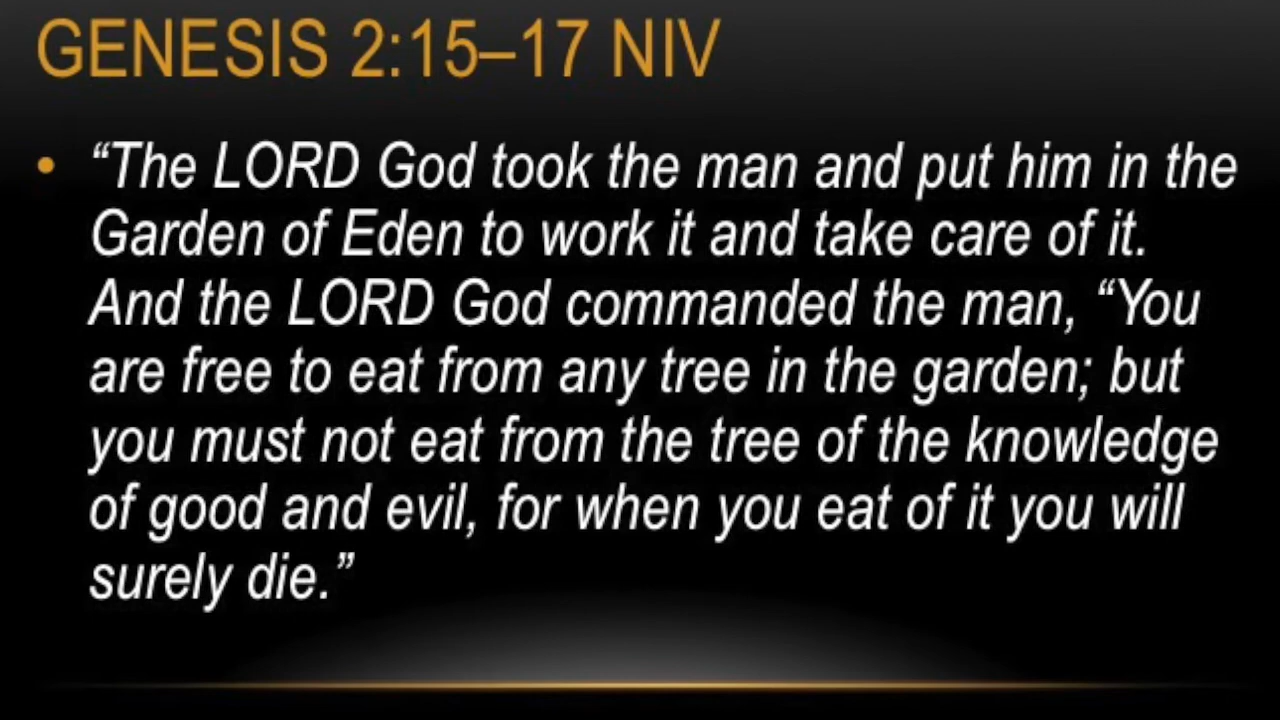 GENESIS 2:15–17 NIV
• “The LORD God took the man and put him in the
Garden of Eden to work it and take care of it.
And the LORD God commanded the man, “You
are free to eat from any tree in the garden; but
you must not eat from the tree of the knowledge
of good and evil, for when you eat of it you will
surely die.”